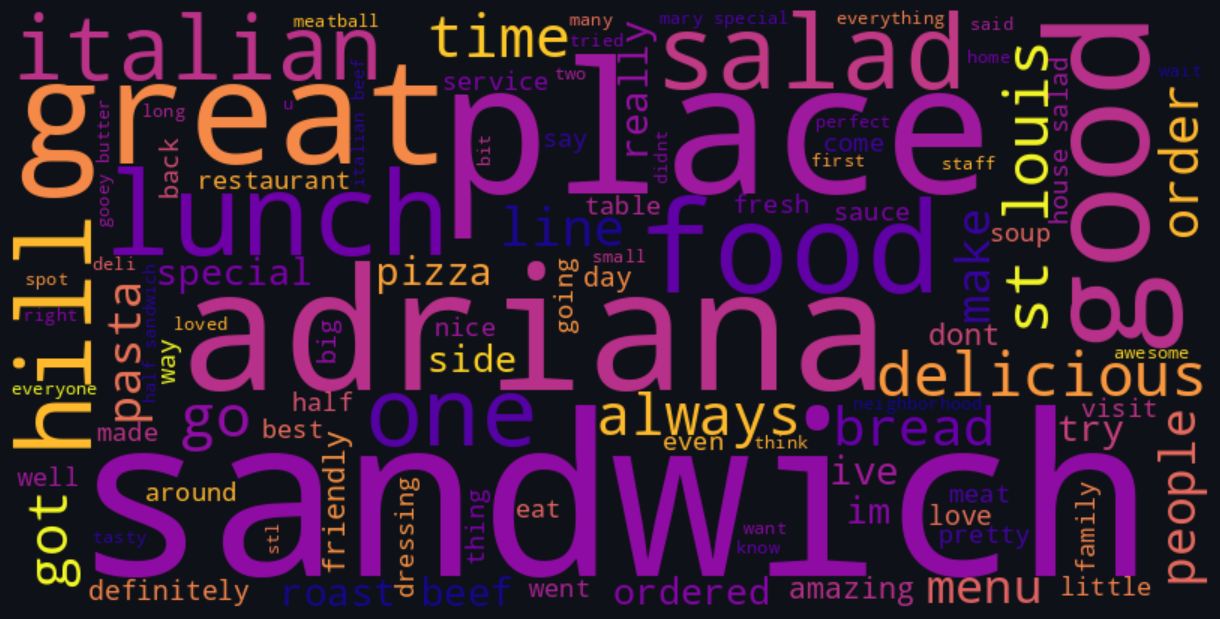 italian
meatball
time
many
tried
mary special
everything
said
salad
home
really
st louis
good
wait
great
long
u
italian beef
service
two
place
house salad
order
gooey butter
back
bit
say
didnt
perfect
come
first
staff
restaurant
lunch
line
table
fresh
sauce
food
make
soup
hill
deli
spot
right
special
pizza
going
small
day
pasta
half sandwich
way
loved
adriana
big
nice
side
dont
awesome
delicious
everyone
made
go
half
best
one
always
even
think
neighborhood
bread
visit
try
people
well
got
around
friendly
sandwich
ive
im
meat
love
pretty
family
tasty
stl
dressing
thing
eat
want
know
definitely
roast beef
went
ordered
amazing
menu
little